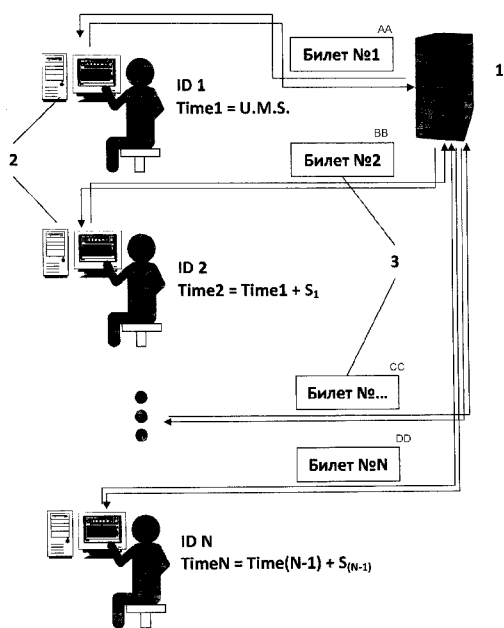 AA
Билет №1
1
ID 1
Time1 = U.M.S.
2
BB
Билет №2
ID 2
Time2 = Time1 + S₁
3
CC
Билет №...
DD
Билет №N
ID N
TimeN = Time(N-1) + S₍N-1₎